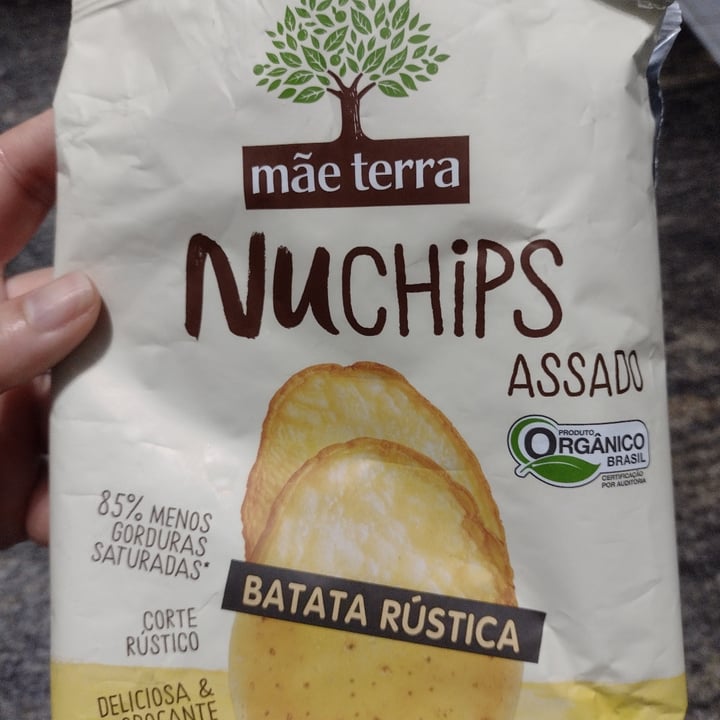 mãe terra
NUCHiPS
ASSADO
PRODUTO
ORGÂNICO
BRASIL
CERTIFICAÇÃO
POR AUDITORIA
85% MENOS
GORDURAS
SATURADAS*
CORTE
RÚSTICO
BATATA RÚSTICA
DELICIOSA &
CROCANTE